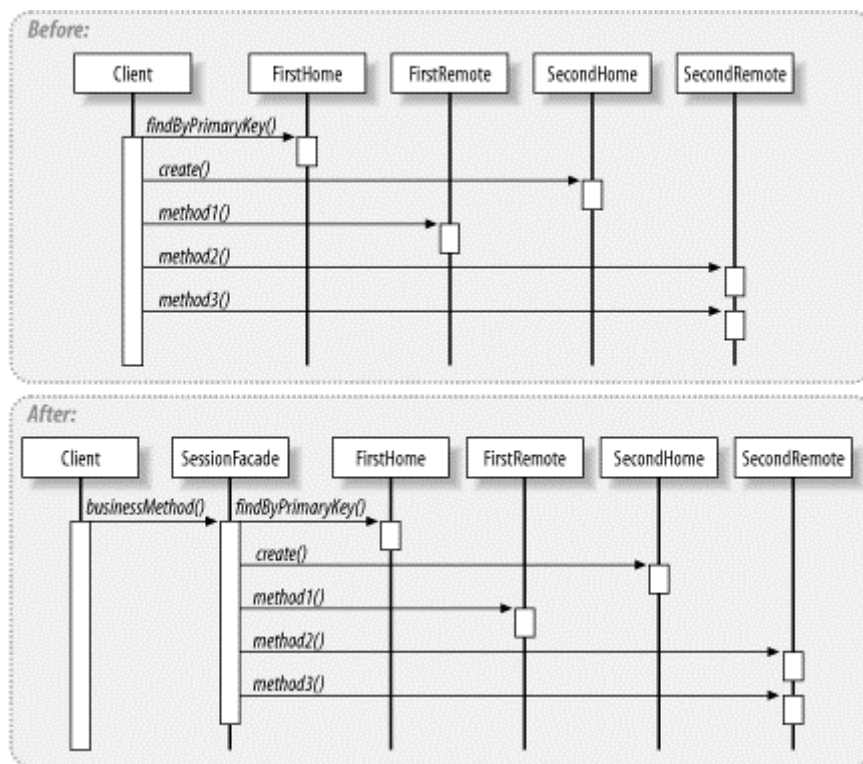 Before:
Client FirstHome FirstRemote SecondHome SecondRemote
findByPrimaryKey()
create()
method1()
method2()
method3()
After:
Client SessionFacade FirstHome FirstRemote SecondHome SecondRemote
businessMethod() findByPrimaryKey()
create()
method1()
method2()
method3()